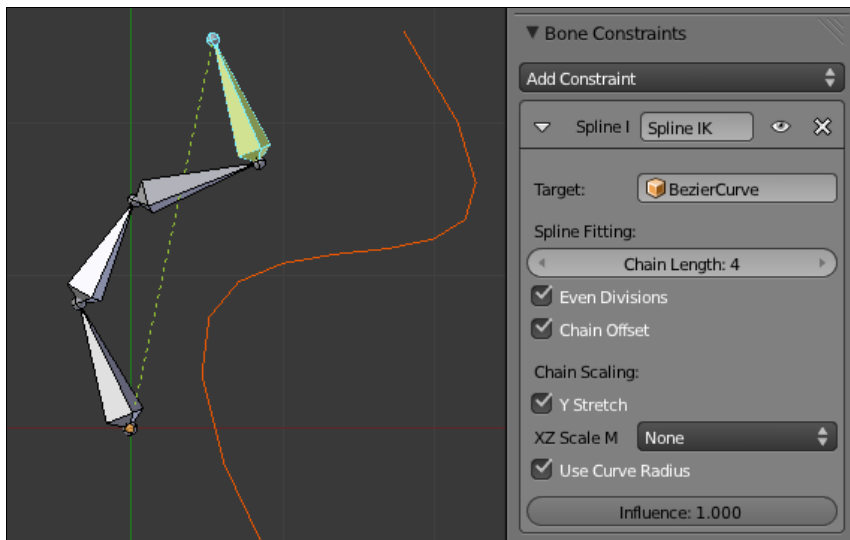 Bone Constraints
Add Constraint
Spline I Spline IK
Target: BezierCurve
Spline Fitting:
Chain Length: 4
Even Divisions
Chain Offset
Chain Scaling:
Y Stretch
XZ Scale M None
Use Curve Radius
Influence: 1.000